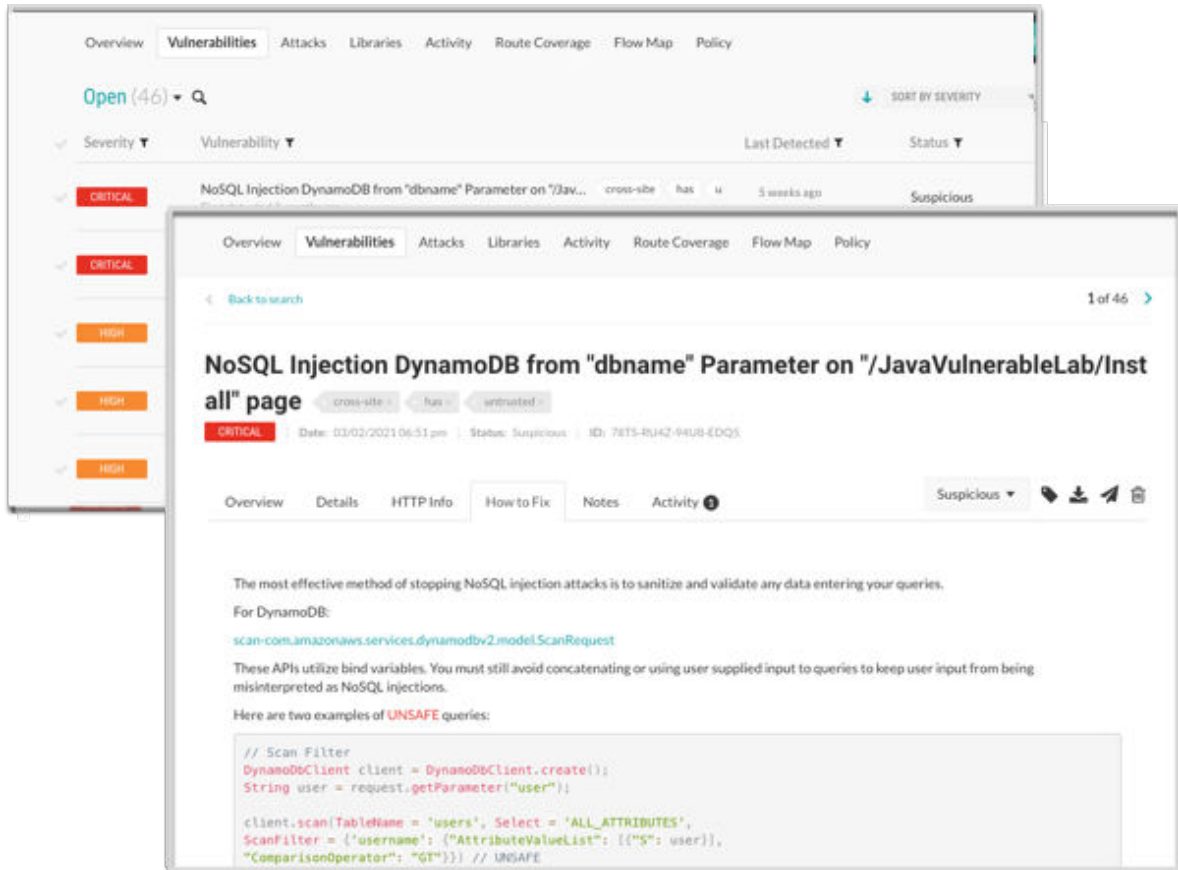 Overview Vulnerabilities Attacks Libraries Activity Route Coverage Flow Map Policy
Open (46)
SORT BY SEVERITY
Severity Vulnerability Last Detected Status
CRITICAL NoSQL Injection DynamoDB from "dbname" Parameter on "/Jav... cross-site has u 5 weeks ago Suspicious
CRITICAL
HIGH
HIGH
HIGH
Overview Vulnerabilities Attacks Libraries Activity Route Coverage Flow Map Policy
Back to search 1 of 46
NoSQL Injection DynamoDB from "dbname" Parameter on "/JavaVulnerableLab/Inst
all" page cross-site has untrusted
CRITICAL Date: 03/02/2021 06:51 pm Status: Suspicious ID:
Overview Details HTTP Info How to Fix Notes Activity Suspicious
The most effective method of stopping NoSQL injection attacks is to sanitize and validate any data entering your queries.
For DynamoDB:
scan-com.amazonaws.services.dynamodbv2.model.ScanRequest
These APIs utilize bind variables. You must still avoid concatenating or using user supplied input to queries to keep user input from being
misinterpreted as NoSQL injections.
Here are two examples of UNSAFE queries:
// Scan Filter
DynamoDbClient client = DynamoDbClient.create();
String user = request.getParameter("user");
client.scan(TableName = 'users', Select = 'ALL_ATTRIBUTES',
ScanFilter = {'username': {"AttributeValueList": [{"S": user}],
"ComparisonOperator": "GT"}}) // UNSAFE